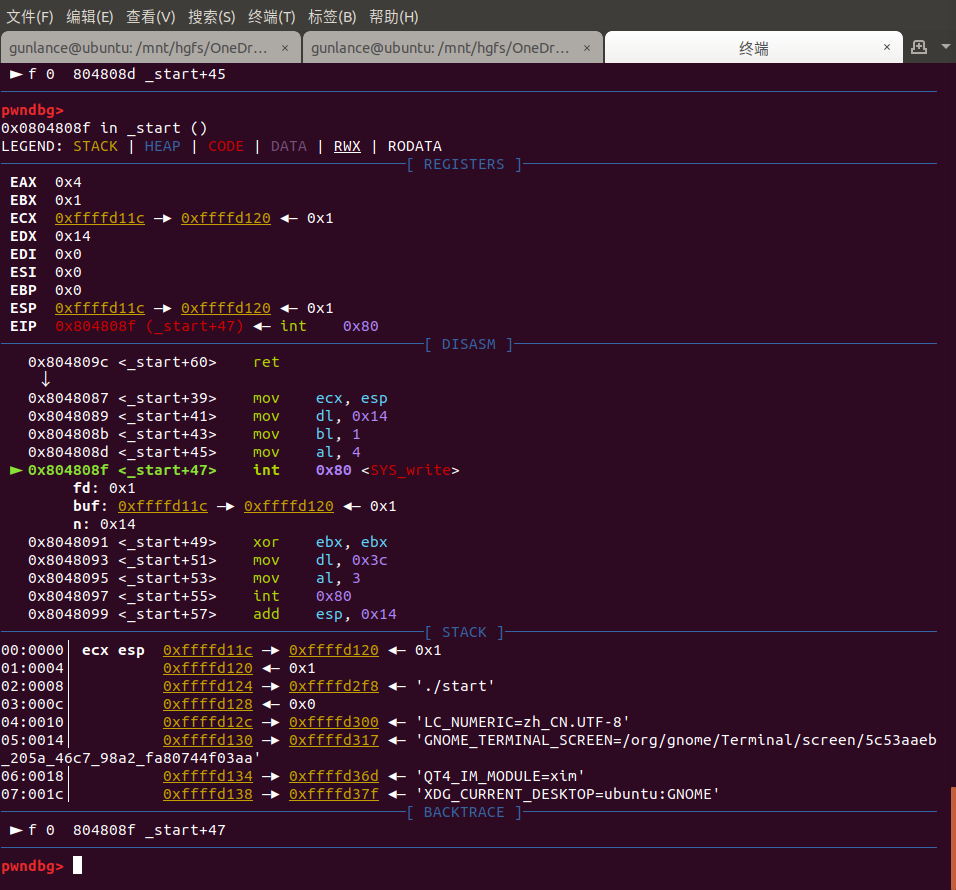 文件(F) 编辑(E) 查看(V) 搜索(S) 终端(T) 标签(B) 帮助(H)
gunlance@ubuntu: /mnt/hgfs/OneDr… × gunlance@ubuntu: /mnt/hgfs/OneDr… × 终端 ×
► f 0  804808d _start+45
pwndbg>
0x0804808f in _start ()
LEGEND: STACK | HEAP | CODE | DATA | RWX | RODATA
[ REGISTERS ]
EAX  0x4
EBX  0x1
ECX  0xffffd11c —▸ 0xffffd120 ◂— 0x1
EDX  0x14
EDI  0x0
ESI  0x0
EBP  0x0
ESP  0xffffd11c —▸ 0xffffd120 ◂— 0x1
EIP  0x804808f (_start+47) ◂— int    0x80
[ DISASM ]
0x804809c <_start+60>    ret
↓
0x8048087 <_start+39>    mov    ecx, esp
0x8048089 <_start+41>    mov    dl, 0x14
0x804808b <_start+43>    mov    bl, 1
0x804808d <_start+45>    mov    al, 4
► 0x804808f <_start+47>    int    0x80 <SYS_write>
fd: 0x1
buf: 0xffffd11c —▸ 0xffffd120 ◂— 0x1
n: 0x14
0x8048091 <_start+49>    xor    ebx, ebx
0x8048093 <_start+51>    mov    dl, 0x3c
0x8048095 <_start+53>    mov    al, 3
0x8048097 <_start+55>    int    0x80
0x8048099 <_start+57>    add    esp, 0x14
[ STACK ]
00:0000│ ecx esp  0xffffd11c —▸ 0xffffd120 ◂— 0x1
01:0004│          0xffffd120 ◂— 0x1
02:0008│          0xffffd124 —▸ 0xffffd2f8 ◂— './start'
03:000c│          0xffffd128 ◂— 0x0
04:0010│          0xffffd12c —▸ 0xffffd300 ◂— 'LC_NUMERIC=zh_CN.UTF-8'
05:0014│          0xffffd130 —▸ 0xffffd317 ◂— 'GNOME_TERMINAL_SCREEN=/org/gnome/Terminal/screen/5c53aaeb
_205a_46c7_98a2_fa80744f03aa'
06:0018│          0xffffd134 —▸ 0xffffd36d ◂— 'QT4_IM_MODULE=xim'
07:001c│          0xffffd138 —▸ 0xffffd37f ◂— 'XDG_CURRENT_DESKTOP=ubuntu:GNOME'
[ BACKTRACE ]
► f 0  804808f _start+47
pwndbg>